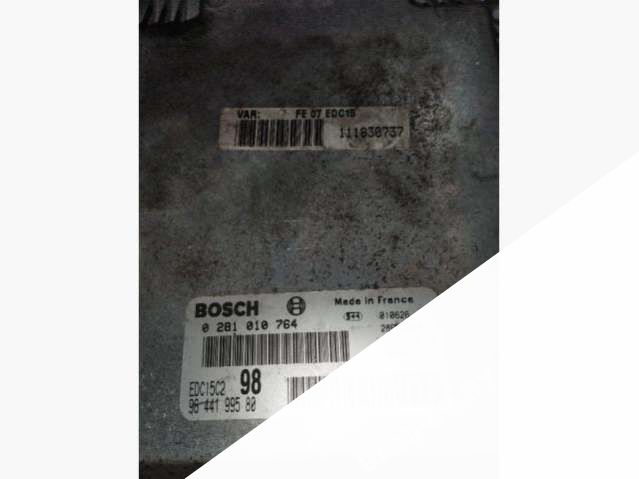 VAR: FE 07 EDC15
111830737
BOSCH
Made in France
0 281 010 764
010626
EDC15C2 98
96 441 995 80